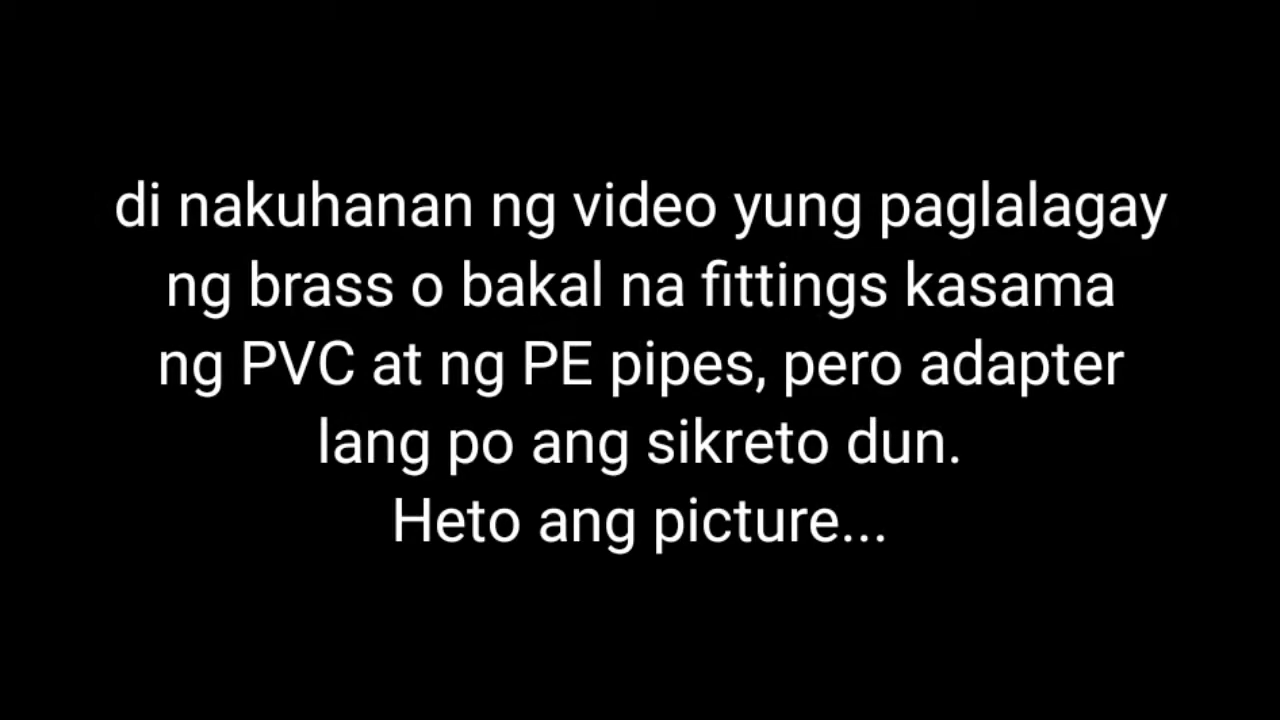 di nakuhanan ng video yung paglalagay
ng brass o bakal na fittings kasama
ng PVC at ng PE pipes, pero adapter
lang po ang sikreto dun.
Heto ang picture...